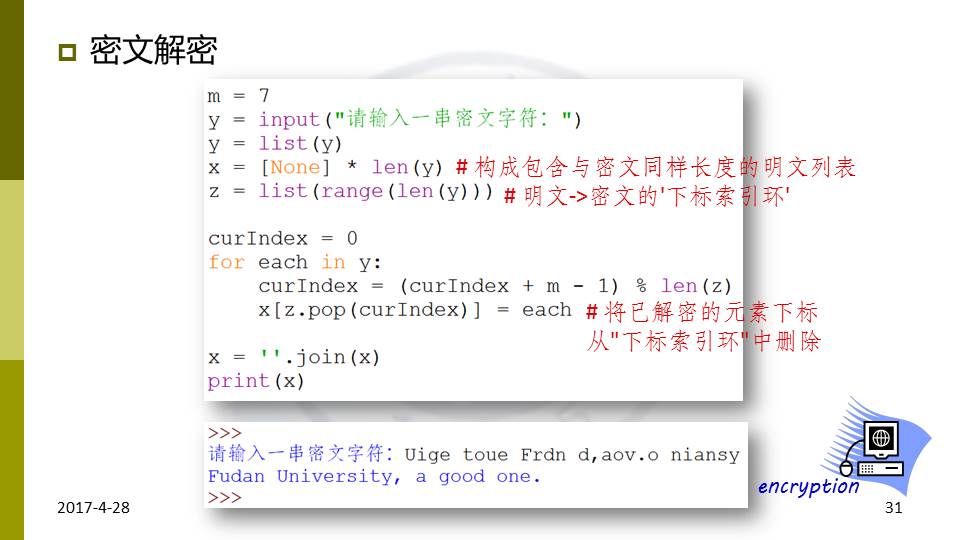 密文解密
m = 7
y = input("请输入一串密文字符：")
y = list(y)
x = [None] * len(y) # 构成包含与密文同样长度的明文列表
z = list(range(len(y))) # 明文->密文的'下标索引环'
curIndex = 0
for each in y:
    curIndex = (curIndex + m - 1) % len(z)
    x[z.pop(curIndex)] = each # 将已解密的元素下标
从"下标索引环"中删除
x = ''.join(x)
print(x)
>>>
请输入一串密文字符：Uige toue Frdn d,aov.o niansy
Fudan University, a good one.
>>>
encryption
2017-4-28
31